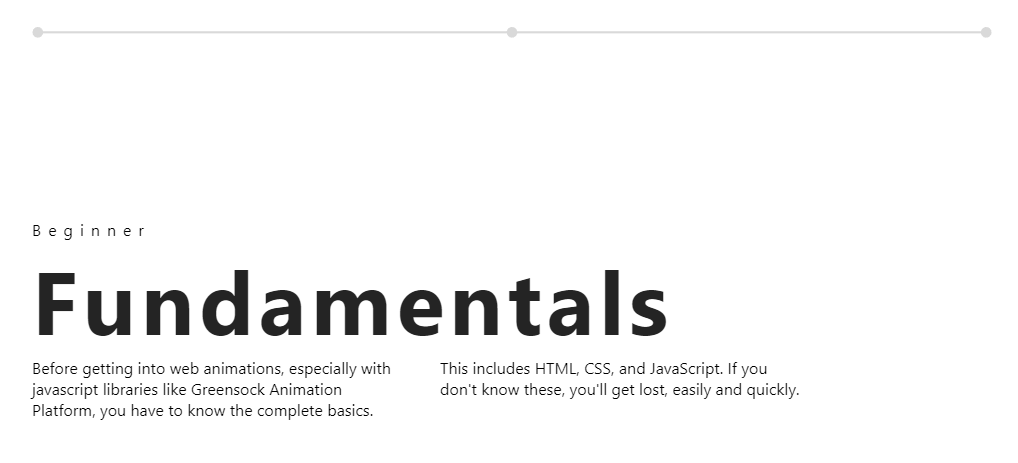 Beginner
Fundamentals
Before getting into web animations, especially with
javascript libraries like Greensock Animation
Platform, you have to know the complete basics.
This includes HTML, CSS, and JavaScript. If you
don't know these, you'll get lost, easily and quickly.